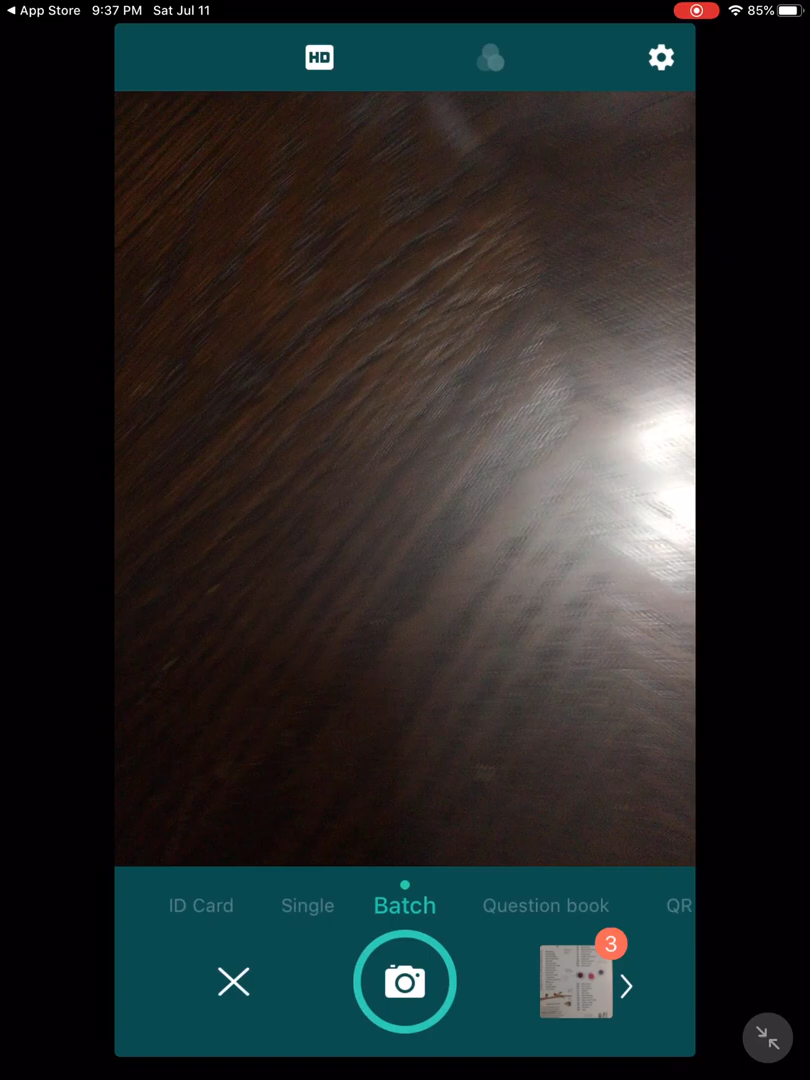 ◄ App Store 9:37 PM Sat Jul 11 85%
HD
ID Card Single Batch Question book QR
3